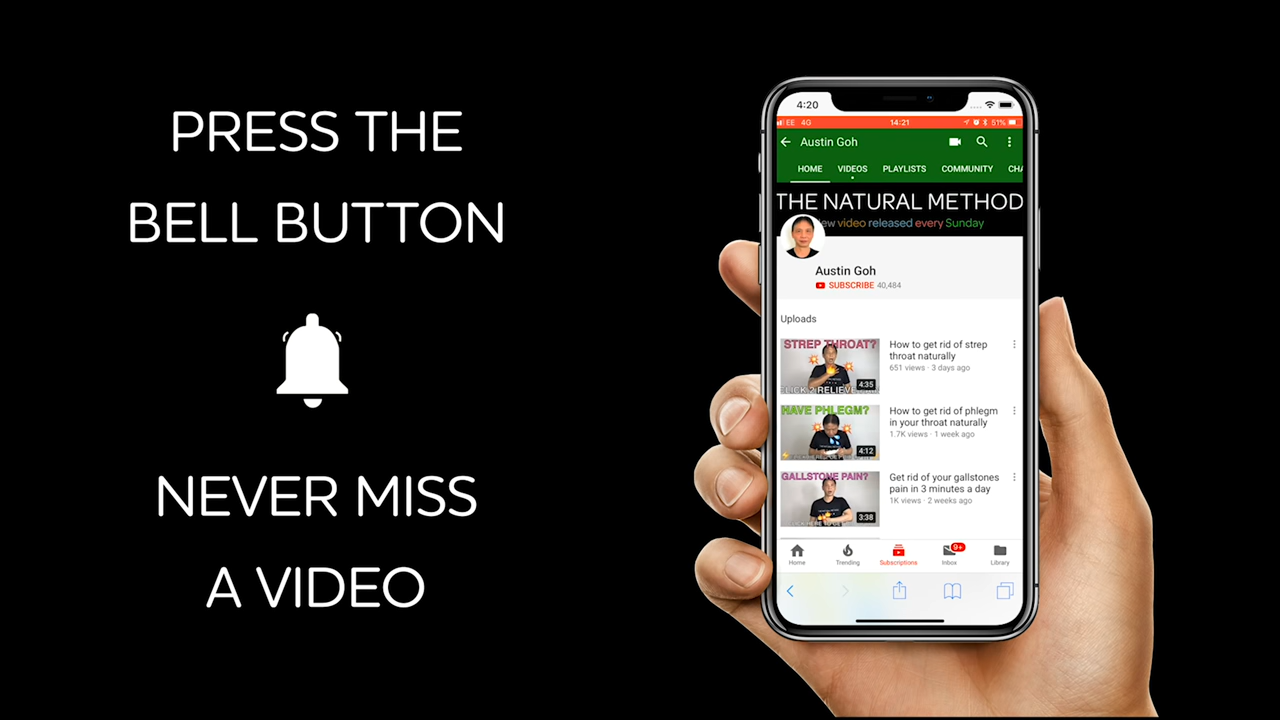 PRESS THE
BELL BUTTON
NEVER MISS
A VIDEO
4:20
EE 4G 14:21 51%
Austin Goh
HOME VIDEOS PLAYLISTS COMMUNITY CHA
THE NATURAL METHOD
ew video released every Sunday
Austin Goh
SUBSCRIBE 40,484
Uploads
STREP THROAT?
4:35
How to get rid of strep
throat naturally
651 views · 3 days ago
HAVE PHLEGM?
4:12
How to get rid of phlegm
in your throat naturally
1.7K views · 1 week ago
GALLSTONE PAIN?
3:38
Get rid of your gallstones
pain in 3 minutes a day
1K views · 2 weeks ago
9+
Home Trending Subscriptions Inbox Library